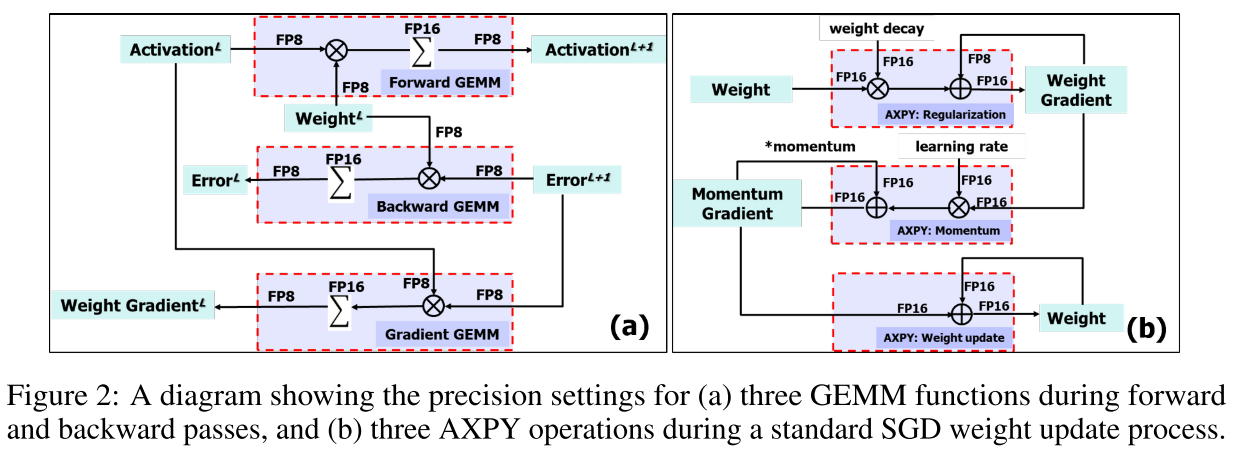 FP16
Activation^L FP8 ∑ FP8 Activation^{L+1}
FP8 Forward GEMM
Weight^L
FP8
FP16
Error^L FP8 ∑ FP8 Error^{L+1}
Backward GEMM
FP16 FP8
Weight Gradient^L FP8 ∑ FP8
Gradient GEMM
(a)
weight decay
FP16 FP8
Weight FP16 FP16 Weight
Gradient
AXPY: Regularization
*momentum learning rate
FP16 FP16
Momentum
Gradient FP16 FP16
AXPY: Momentum
FP16
FP16 FP16 Weight
AXPY: Weight update
(b)
Figure 2: A diagram showing the precision settings for (a) three GEMM functions during forward
and backward passes, and (b) three AXPY operations during a standard SGD weight update process.